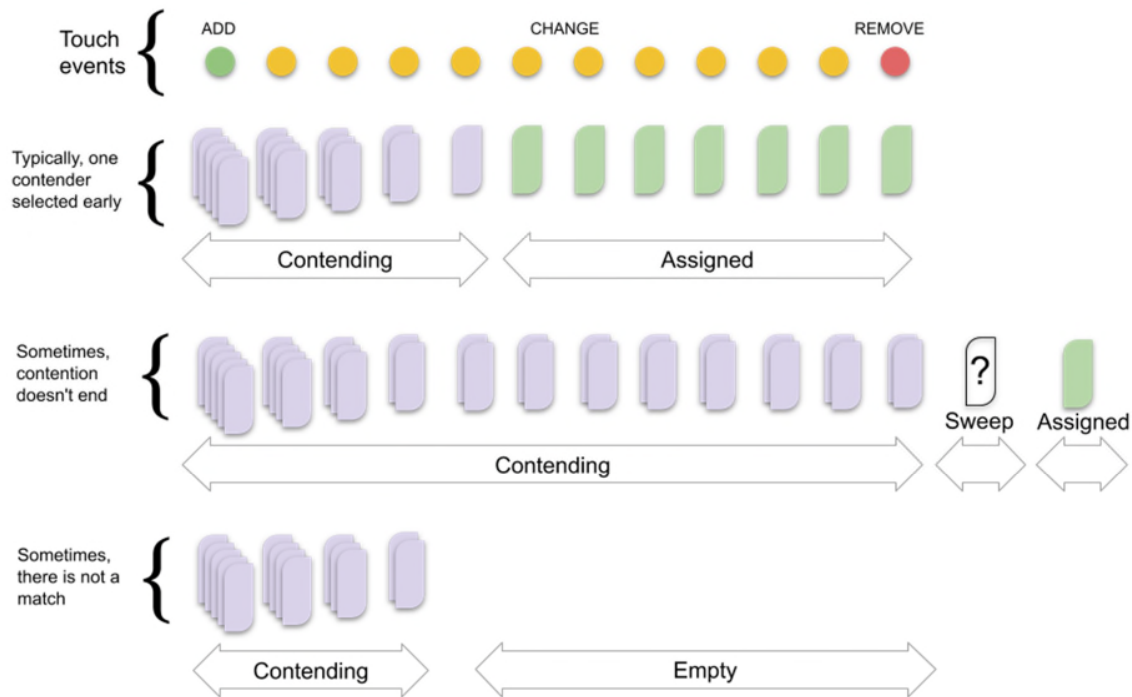 ADD
CHANGE
REMOVE
Touch
events
Typically, one
contender
selected early
Contending
Assigned
Sometimes,
contention
doesn't end
?
Sweep
Assigned
Contending
Sometimes,
there is not a
match
Contending
Empty